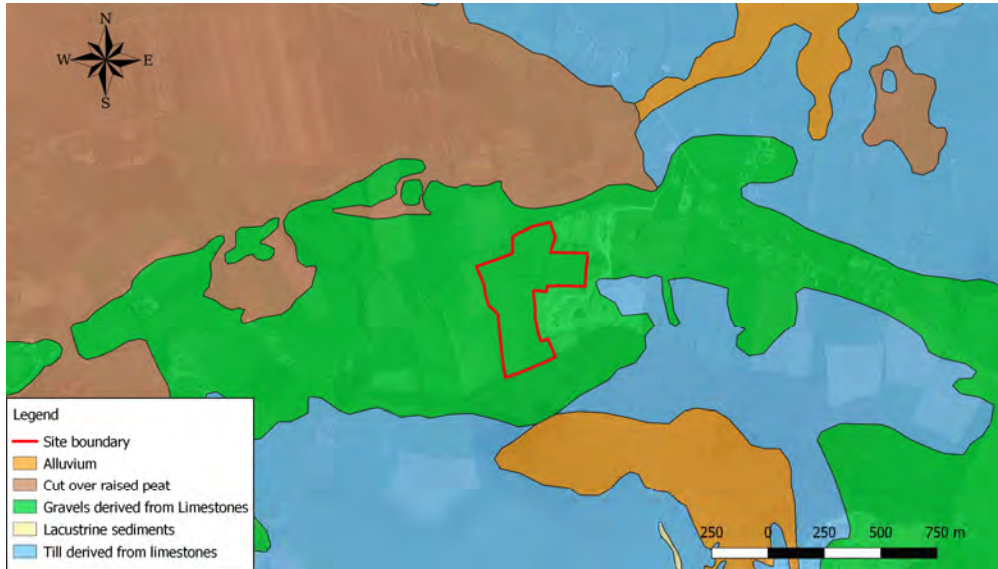 N
W E
S
Legend
Site boundary
Alluvium
Cut over raised peat
Gravels derived from Limestones
Lacustrine sediments
Till derived from limestones
250 0 250 500 750 m